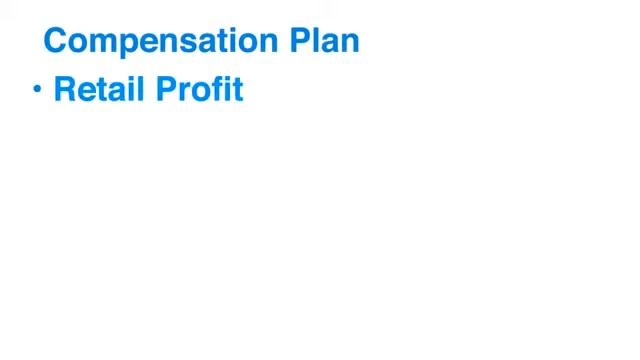 Compensation Plan
• Retail Profit